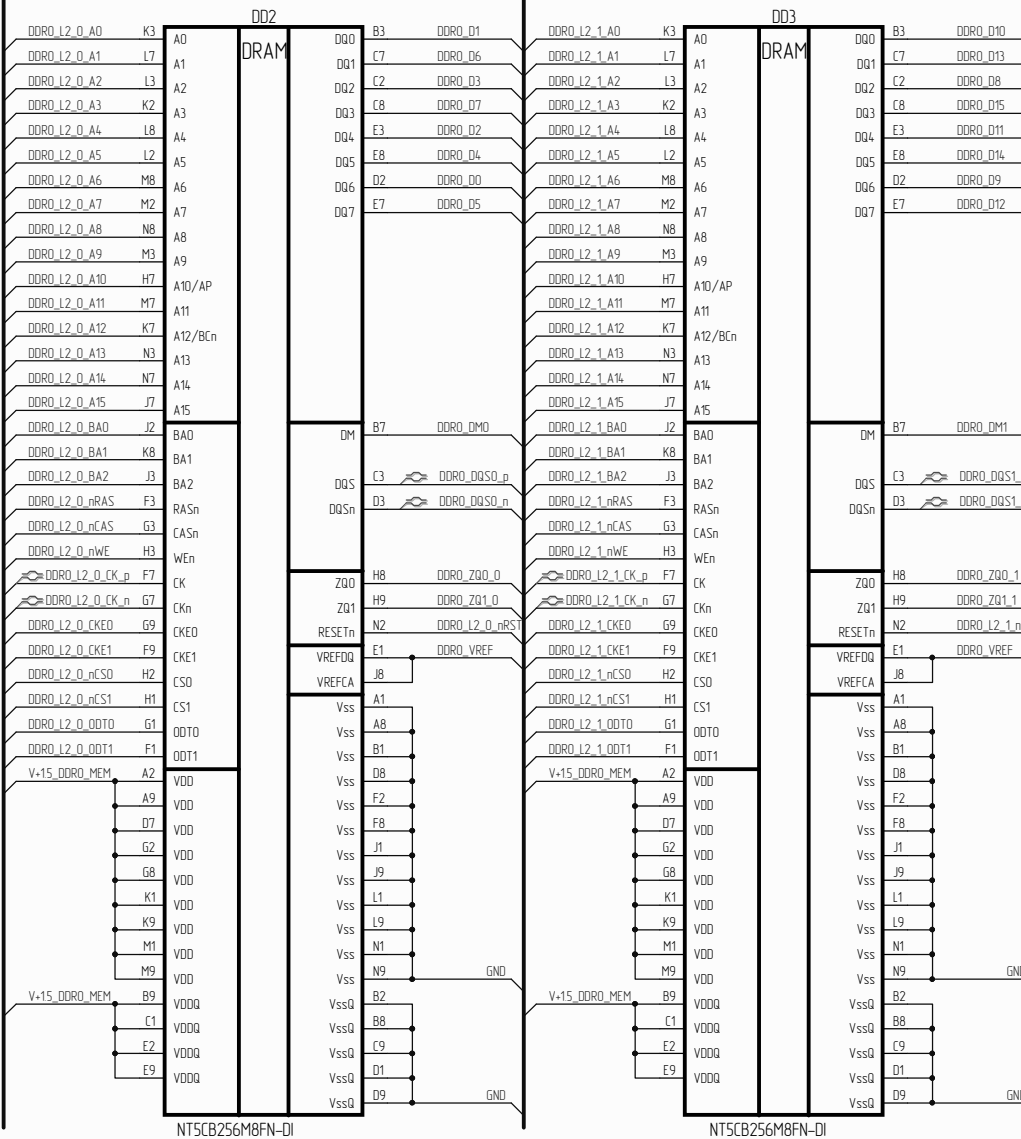 DD2 DD3
DDR0_L2_0_A0 K3 A0 DRAM DQ0 B3 DDR0_D1 DDR0_L2_1_A0 K3 A0 DRAM DQ0 B3 DDR0_D10
DDR0_L2_0_A1 L7 A1 DQ1 C7 DDR0_D6 DDR0_L2_1_A1 L7 A1 DQ1 C7 DDR0_D13
DDR0_L2_0_A2 L3 A2 DQ2 C2 DDR0_D3 DDR0_L2_1_A2 L3 A2 DQ2 C2 DDR0_D8
DDR0_L2_0_A3 K2 A3 DQ3 C8 DDR0_D7 DDR0_L2_1_A3 K2 A3 DQ3 C8 DDR0_D15
DDR0_L2_0_A4 L8 A4 DQ4 E3 DDR0_D2 DDR0_L2_1_A4 L8 A4 DQ4 E3 DDR0_D11
DDR0_L2_0_A5 L2 A5 DQ5 E8 DDR0_D4 DDR0_L2_1_A5 L2 A5 DQ5 E8 DDR0_D14
DDR0_L2_0_A6 M8 A6 DQ6 D2 DDR0_D0 DDR0_L2_1_A6 M8 A6 DQ6 D2 DDR0_D9
DDR0_L2_0_A7 M2 A7 DQ7 E7 DDR0_D5 DDR0_L2_1_A7 M2 A7 DQ7 E7 DDR0_D12
DDR0_L2_0_A8 N8 A8 DDR0_L2_1_A8 N8 A8
DDR0_L2_0_A9 M3 A9 DDR0_L2_1_A9 M3 A9
DDR0_L2_0_A10 H7 A10/AP DDR0_L2_1_A10 H7 A10/AP
DDR0_L2_0_A11 M7 A11 DDR0_L2_1_A11 M7 A11
DDR0_L2_0_A12 K7 A12/BCn DDR0_L2_1_A12 K7 A12/BCn
DDR0_L2_0_A13 N3 A13 DDR0_L2_1_A13 N3 A13
DDR0_L2_0_A14 N7 A14 DDR0_L2_1_A14 N7 A14
DDR0_L2_0_A15 J7 A15 DDR0_L2_1_A15 J7 A15
DDR0_L2_0_BA0 J2 BA0 DM B7 DDR0_DM0 DDR0_L2_1_BA0 J2 BA0 DM B7 DDR0_DM1
DDR0_L2_0_BA1 K8 BA1 DDR0_L2_1_BA1 K8 BA1
DDR0_L2_0_BA2 J3 BA2 DQS C3 DDR0_DQS0_p DDR0_L2_1_BA2 J3 BA2 DQS C3 DDR0_DQS1_
DDR0_L2_0_nRAS F3 RASn DQSn D3 DDR0_DQS0_n DDR0_L2_1_nRAS F3 RASn DQSn D3 DDR0_DQS1_
DDR0_L2_0_nCAS G3 CASn DDR0_L2_1_nCAS G3 CASn
DDR0_L2_0_nWE H3 WEn DDR0_L2_1_nWE H3 WEn
DDR0_L2_0_CK_p F7 CK ZQ0 H8 DDR0_ZQ0_0 DDR0_L2_1_CK_p F7 CK ZQ0 H8 DDR0_ZQ0_1
DDR0_L2_0_CK_n G7 CKn ZQ1 H9 DDR0_ZQ1_0 DDR0_L2_1_CK_n G7 CKn ZQ1 H9 DDR0_ZQ1_1
DDR0_L2_0_CKE0 G9 CKE0 RESETn N2 DDR0_L2_0_nRST DDR0_L2_1_CKE0 G9 CKE0 RESETn N2 DDR0_L2_1_n
DDR0_L2_0_CKE1 F9 CKE1 VREFDQ E1 DDR0_VREF DDR0_L2_1_CKE1 F9 CKE1 VREFDQ E1 DDR0_VREF
DDR0_L2_0_nCS0 H2 CS0 VREFCA J8 DDR0_L2_1_nCS0 H2 CS0 VREFCA J8
DDR0_L2_0_nCS1 H1 CS1 Vss A1 DDR0_L2_1_nCS1 H1 CS1 Vss A1
DDR0_L2_0_ODT0 G1 ODT0 Vss A8 DDR0_L2_1_ODT0 G1 ODT0 Vss A8
DDR0_L2_0_ODT1 F1 ODT1 Vss B1 DDR0_L2_1_ODT1 F1 ODT1 Vss B1
V+1.5_DDR0_MEM A2 VDD Vss D8 V+1.5_DDR0_MEM A2 VDD Vss D8
A9 VDD Vss F2 A9 VDD Vss F2
D7 VDD Vss F8 D7 VDD Vss F8
G2 VDD Vss J1 G2 VDD Vss J1
G8 VDD Vss J9 G8 VDD Vss J9
K1 VDD Vss L1 K1 VDD Vss L1
K9 VDD Vss L9 K9 VDD Vss L9
M1 VDD Vss N1 M1 VDD Vss N1
M9 VDD Vss N9 GND M9 VDD Vss N9 GND
V+1.5_DDR0_MEM B9 VDDQ VssQ B2 V+1.5_DDR0_MEM B9 VDDQ VssQ B2
C1 VDDQ VssQ B8 C1 VDDQ VssQ B8
E2 VDDQ VssQ C9 E2 VDDQ VssQ C9
E9 VDDQ VssQ D1 E9 VDDQ VssQ D1
VssQ D9 GND VssQ D9 GND
NT5CB256M8FN-DI NT5CB256M8FN-DI